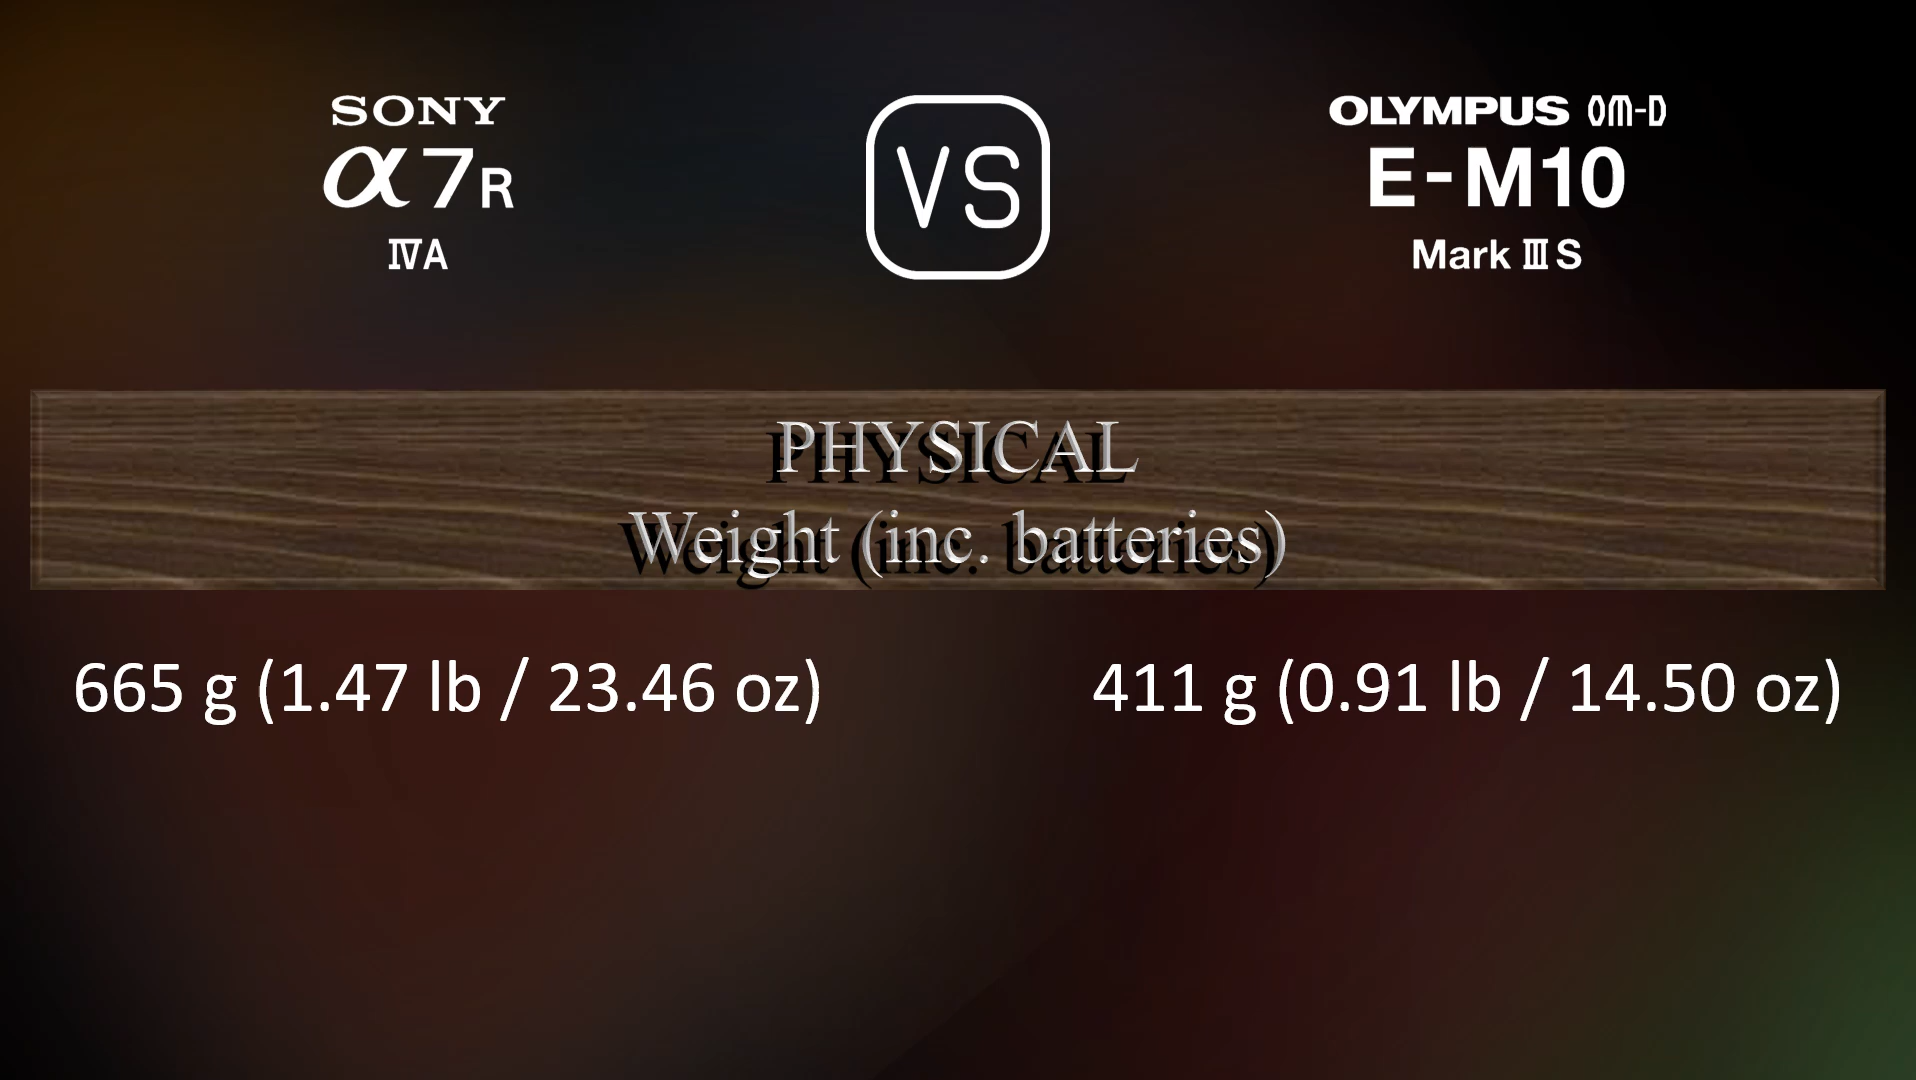 SONY
α7R
IVA
VS
OLYMPUS OM-D
E-M10
Mark III S
PHYSICAL
Weight (inc. batteries)
665 g (1.47 lb / 23.46 oz)
411 g (0.91 lb / 14.50 oz)